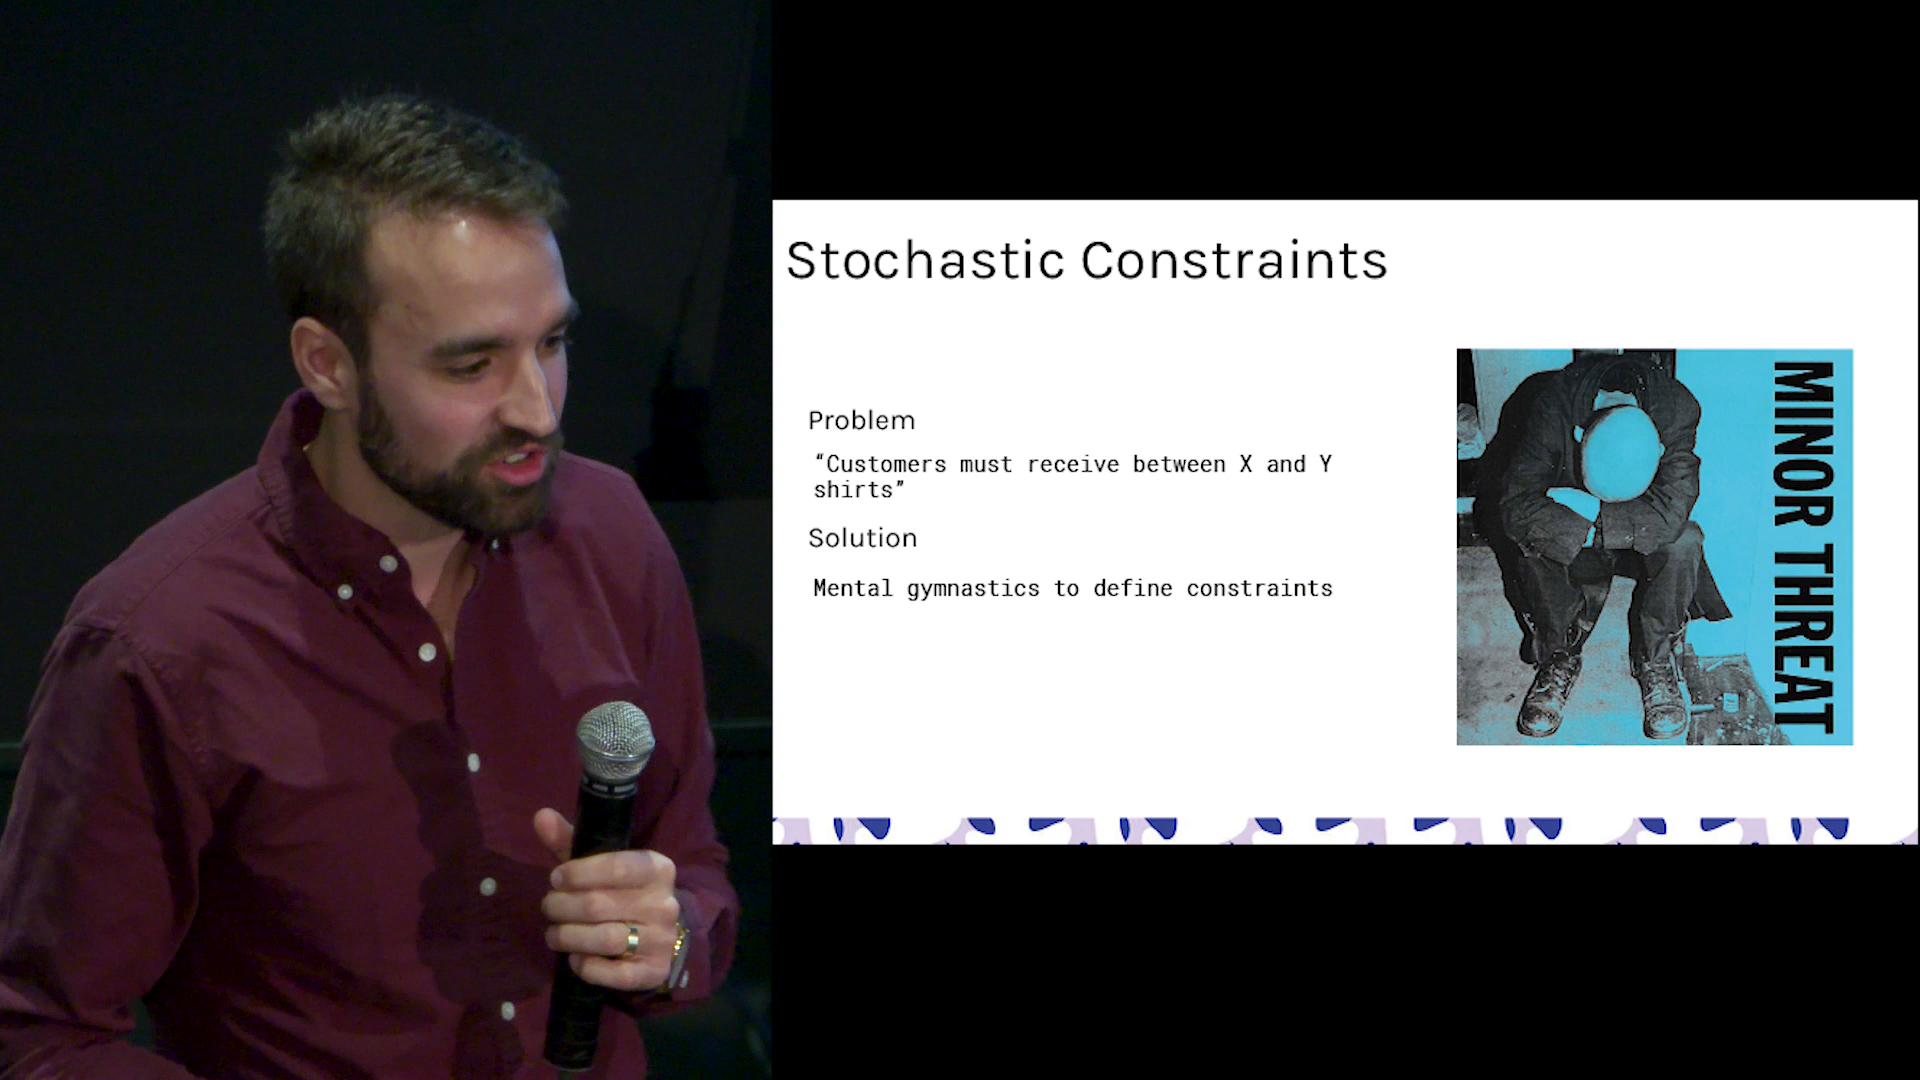 Stochastic Constraints
Problem
“Customers must receive between X and Y
shirts”
Solution
Mental gymnastics to define constraints
MINOR THREAT